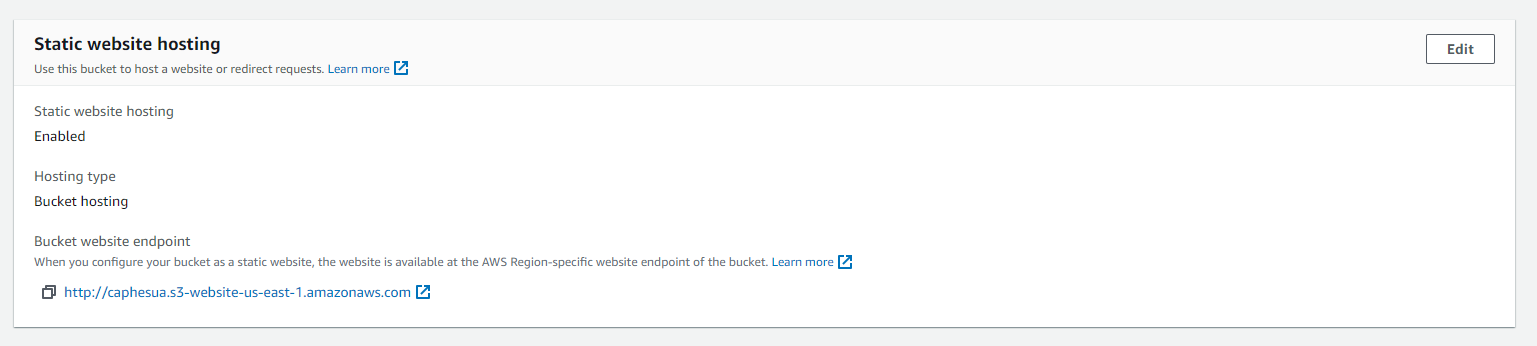 Static website hosting
Edit
Use this bucket to host a website or redirect requests. Learn more
Static website hosting
Enabled
Hosting type
Bucket hosting
Bucket website endpoint
When you configure your bucket as a static website, the website is available at the AWS Region-specific website endpoint of the bucket. Learn more
http://caphesua.s3-website-us-east-1.amazonaws.com